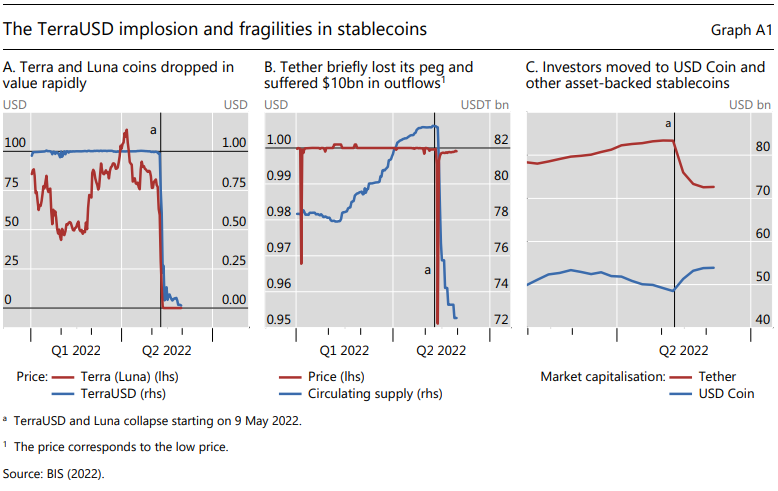 The TerraUSD implosion and fragilities in stablecoins
Graph A1
A. Terra and Luna coins dropped in
value rapidly
USD
USD
a
100
75
50
25
0
1.00
0.75
0.50
0.25
0.00
Q1 2022
Q2 2022
Price:
Terra (Luna) (lhs)
TerraUSD (rhs)
B. Tether briefly lost its peg and
suffered $10bn in outflows¹
USD
USDT bn
a
1.00
0.99
0.98
0.97
0.96
0.95
82
80
78
76
74
72
Q1 2022
Q2 2022
Price (lhs)
Circulating supply (rhs)
C. Investors moved to USD Coin and
other asset-backed stablecoins
USD bn
a
80
70
60
50
40
Q2 2022
Market capitalisation:
Tether
USD Coin
ᵃ TerraUSD and Luna collapse starting on 9 May 2022.
¹ The price corresponds to the low price.
Source: BIS (2022).